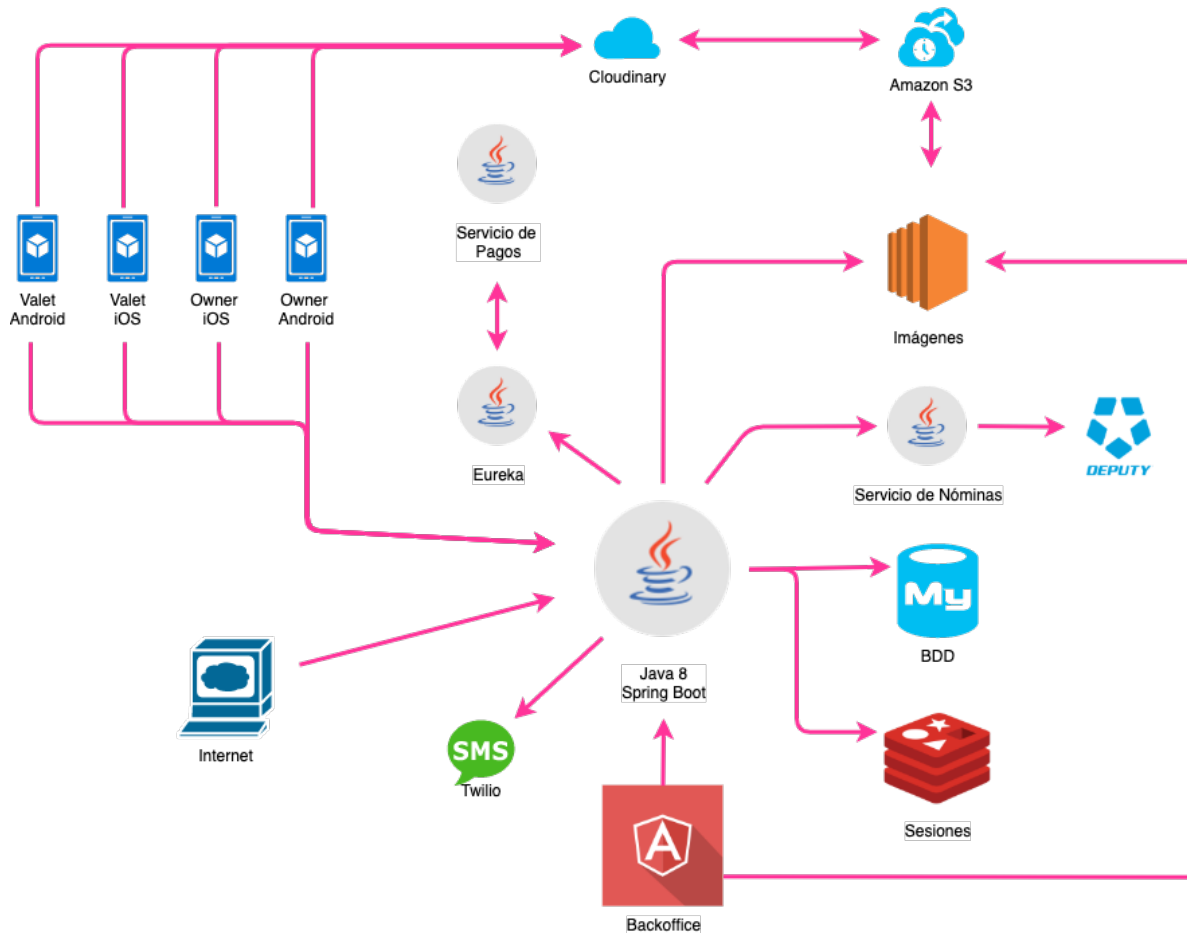 Cloudinary
Amazon S3
Servicio de
Pagos
Valet
Android
Valet
iOS
Owner
iOS
Owner
Android
Imágenes
Eureka
Servicio de Nóminas
DEPUTY
My
BDD
Java 8
Spring Boot
Internet
SMS
Twilio
Sesiones
A
Backoffice